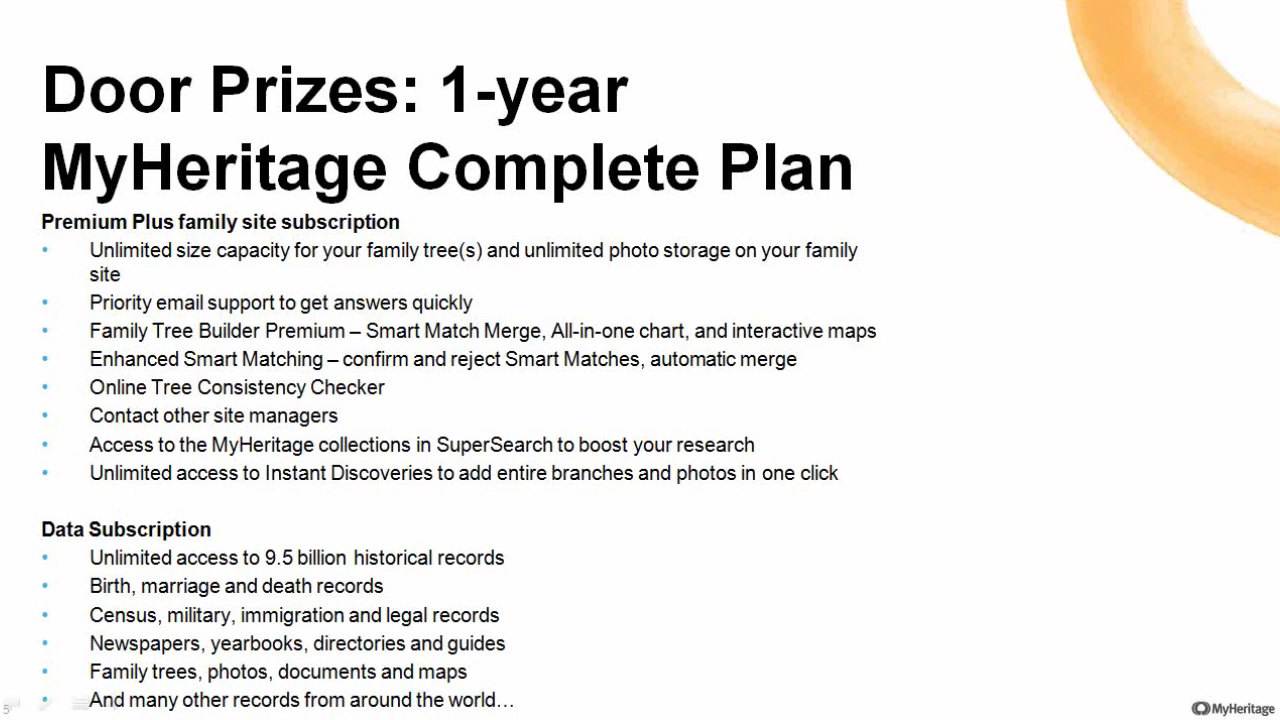 Door Prizes: 1-year
MyHeritage Complete Plan
Premium Plus family site subscription
• Unlimited size capacity for your family tree(s) and unlimited photo storage on your family
site
• Priority email support to get answers quickly
• Family Tree Builder Premium – Smart Match Merge, All-in-one chart, and interactive maps
• Enhanced Smart Matching – confirm and reject Smart Matches, automatic merge
• Online Tree Consistency Checker
• Contact other site managers
• Access to the MyHeritage collections in SuperSearch to boost your research
• Unlimited access to Instant Discoveries to add entire branches and photos in one click
Data Subscription
• Unlimited access to 9.5 billion historical records
• Birth, marriage and death records
• Census, military, immigration and legal records
• Newspapers, yearbooks, directories and guides
• Family trees, photos, documents and maps
• And many other records from around the world…
5
MyHeritage